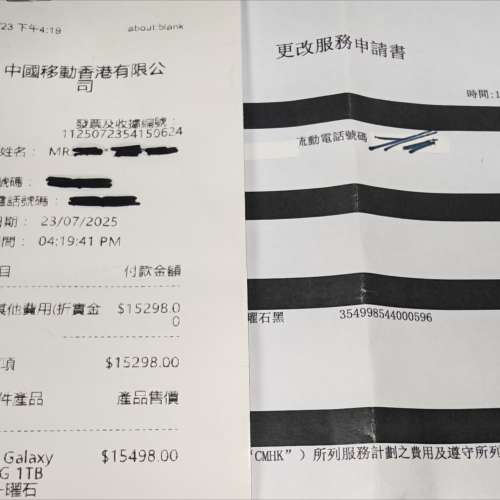 23 下午4:19
about:blank
中國移動香港有限公
司
發票及收據編號:
1125072354150624
姓名: MR
號碼:
電話號碼:
日期: 23/07/2025
時間: 04:19:41 PM
項目 付款金額
其他費用(折實金 $15298.0
0
項 $15298.00
件產品 產品售價
Galaxy $15498.00
G 1TB
曜石
更改服務申請書
時間:1
流動電話號碼
曜石黑 354998544000596
"CMHK")所列服務計劃之費用及遵守所列